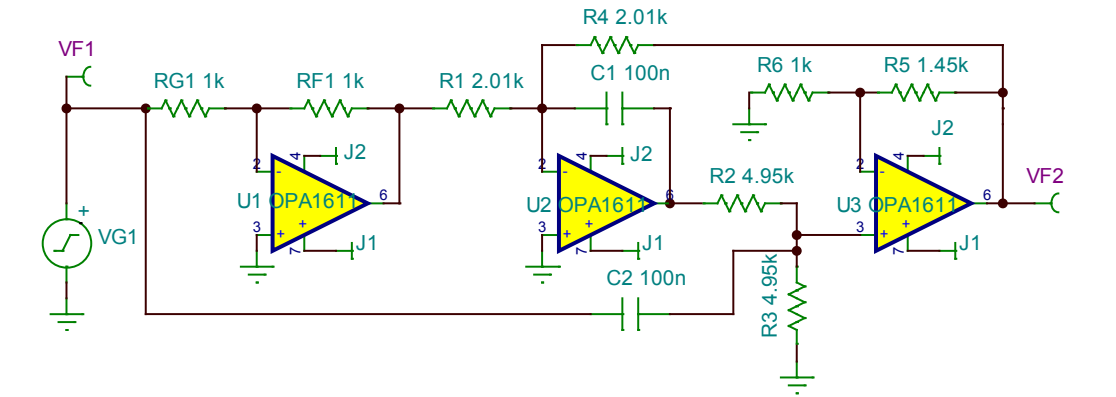 R4 2.01k
VF1
C1 100n
RG1 1k
RF1 1k
R1 2.01k
R6 1k
R5 1.45k
J2
2
4
-
U1 OPA1611
6
3
+
+
7
J1
J2
2
4
-
U2 OPA1611
6
3
+
+
7
J1
R2 4.95k
J2
2
4
-
U3 OPA1611
6
3
+
+
7
J1
VF2
+
VG1
C2 100n
R3 4.95k